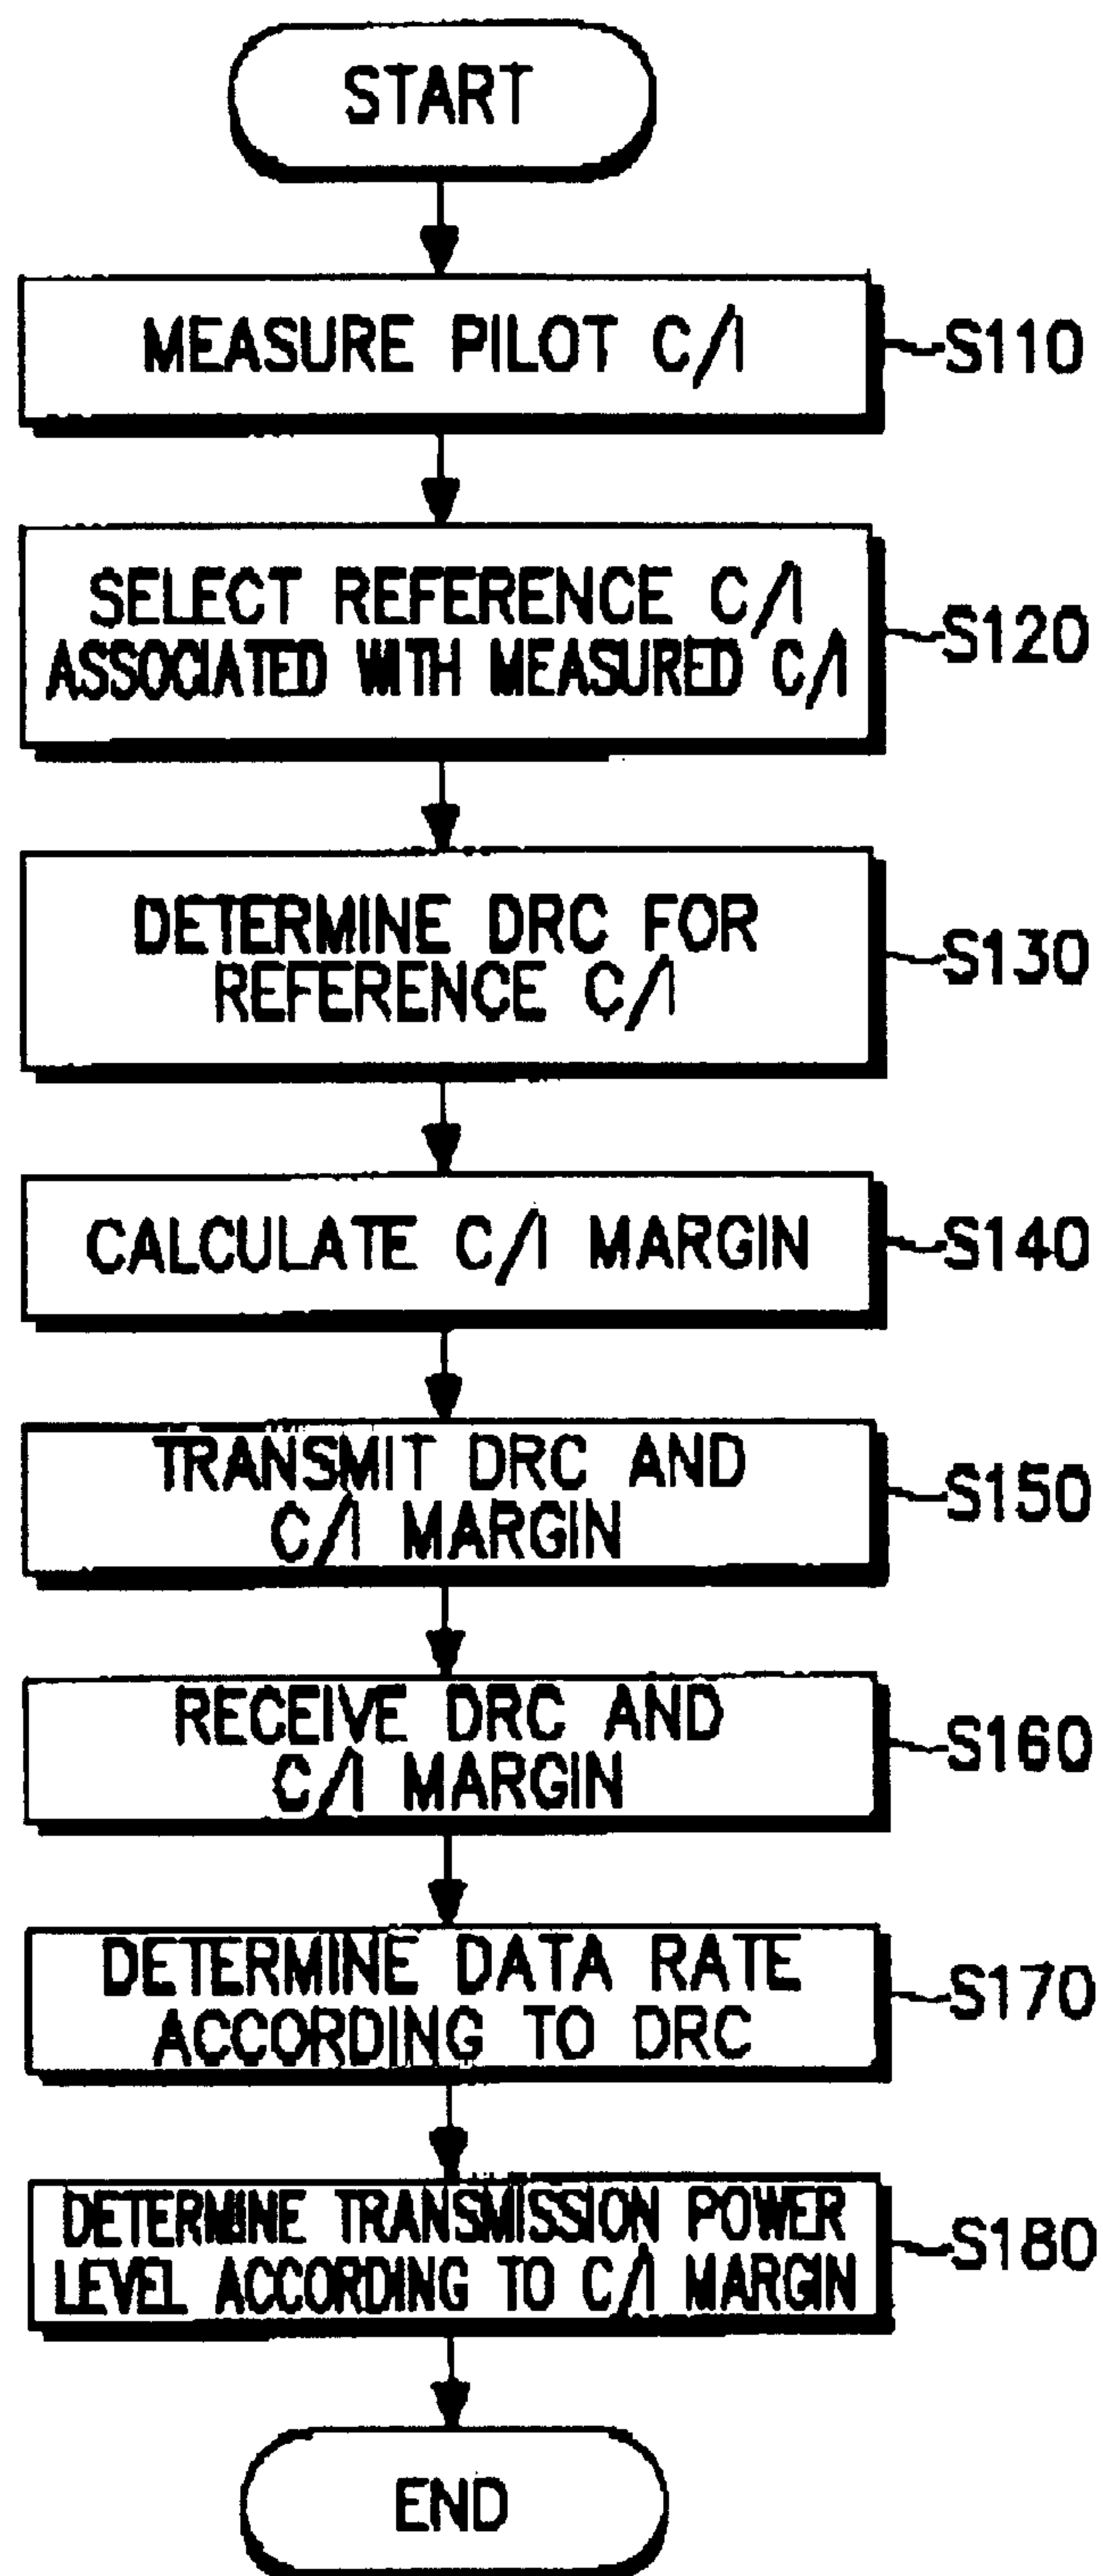 START
MEASURE PILOT C/I
S110
SELECT REFERENCE C/I
ASSOCIATED WITH MEASURED C/I
S120
DETERMINE DRC FOR
REFERENCE C/I
S130
CALCULATE C/I MARGIN
S140
TRANSMIT DRC AND
C/I MARGIN
S150
RECEIVE DRC AND
C/I MARGIN
S160
DETERMINE DATA RATE
ACCORDING TO DRC
S170
DETERMINE TRANSMISSION POWER
LEVEL ACCORDING TO C/I MARGIN
S180
END